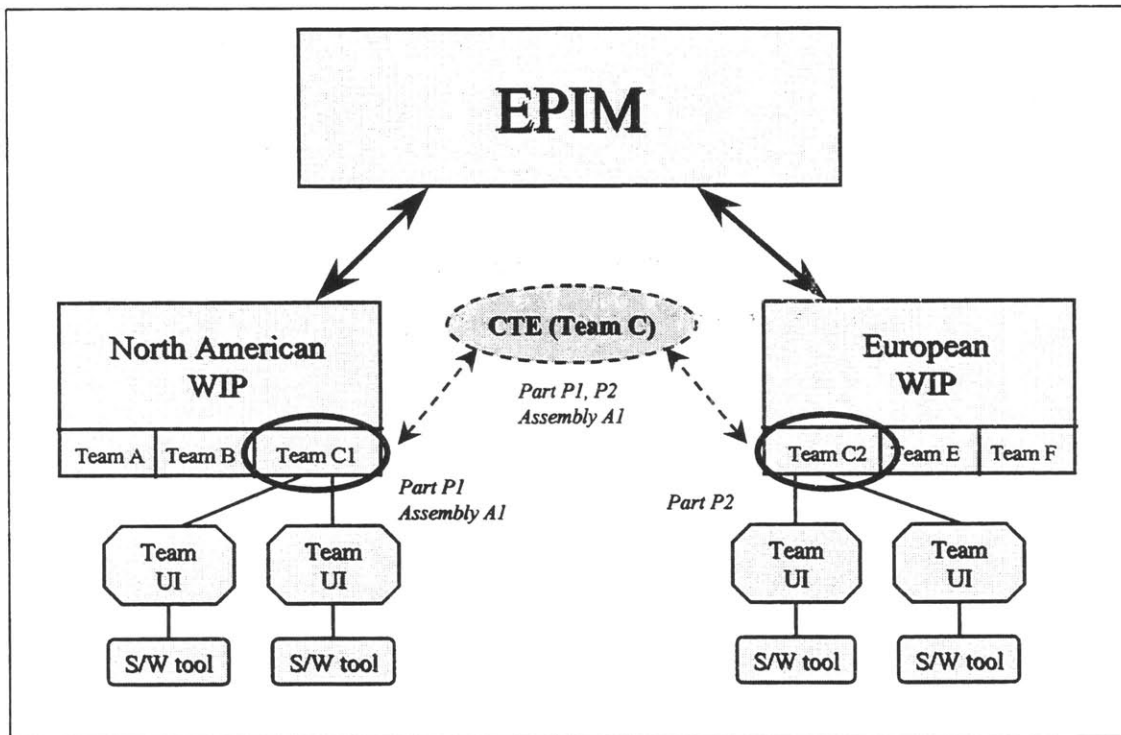 EPIM
CTE (Team C)
North American
WIP
European
WIP
Part P1, P2
Assembly A1
Team A
Team B
Team C1
Team C2
Team E
Team F
Part P1
Assembly A1
Part P2
Team
UI
Team
UI
Team
UI
Team
UI
S/W tool
S/W tool
S/W tool
S/W tool